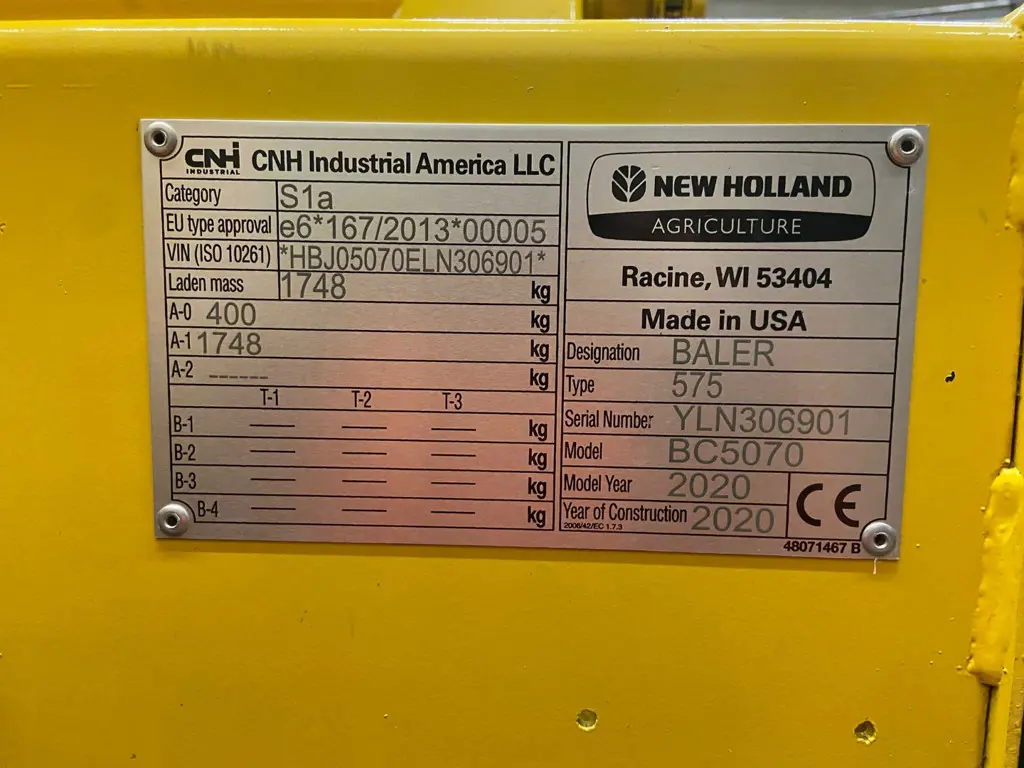 CNH INDUSTRIAL CNH Industrial America LLC
Category S1a
EU type approval e6*167/2013*00005
VIN (ISO 10261) *HBJ05070ELN306901*
Laden mass 1748 kg
A-0 400 kg
A-1 1748 kg
A-2 ------ kg
T-1 T-2 T-3
B-1 — — — kg
B-2 — — — kg
B-3 — — — kg
B-4 — — — kg
NEW HOLLAND
AGRICULTURE
Racine, WI 53404
Made in USA
Designation BALER
Type 575
Serial Number YLN306901
Model BC5070
Model Year 2020
Year of Construction 2020
2006/42/EC 1.7.3
CE
48071467 B